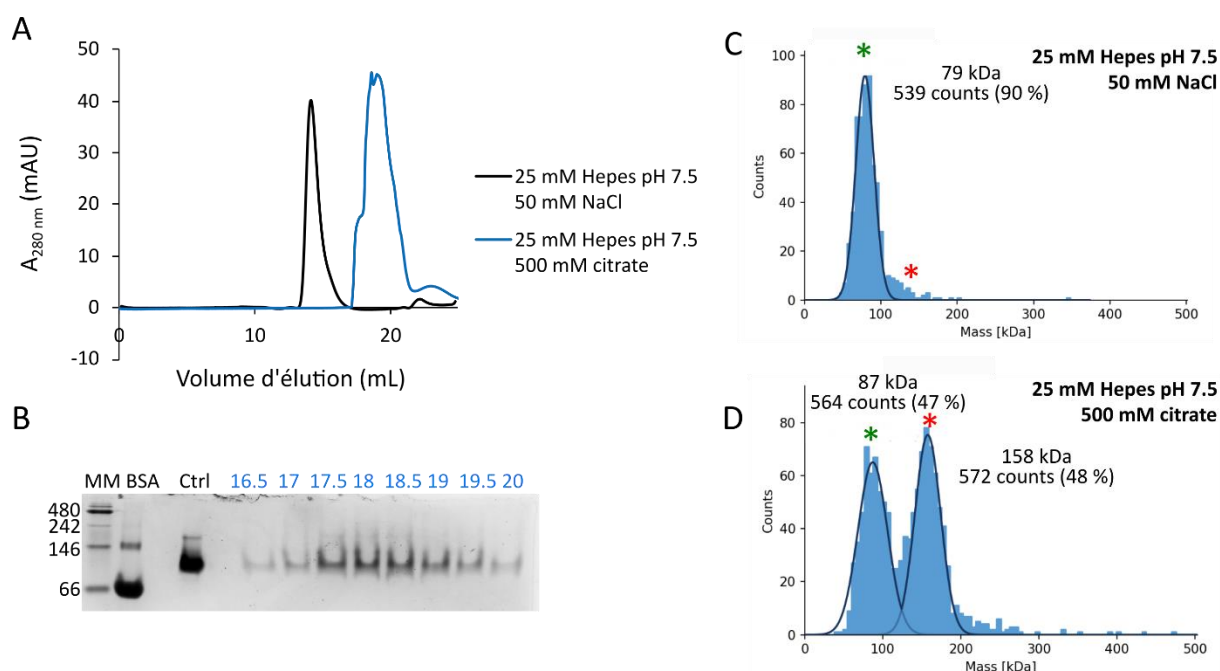 A
50
40
30
20
10
0
-10
0
10
20
A280 nm (mAU)
Volume d'élution (mL)
25 mM Hepes pH 7.5
50 mM NaCl
25 mM Hepes pH 7.5
500 mM citrate
B
MM BSA Ctrl 16.5 17 17.5 18 18.5 19 19.5 20
480
242
146
66
C
25 mM Hepes pH 7.5
50 mM NaCl
*
79 kDa
539 counts (90 %)
*
100
80
60
40
20
0
Counts
0 100 200 300 400 500
Mass [kDa]
D
25 mM Hepes pH 7.5
500 mM citrate
87 kDa
564 counts (47 %)
* *
158 kDa
572 counts (48 %)
80
60
40
20
0
Counts
0 100 200 300 400 500
Mass [kDa]